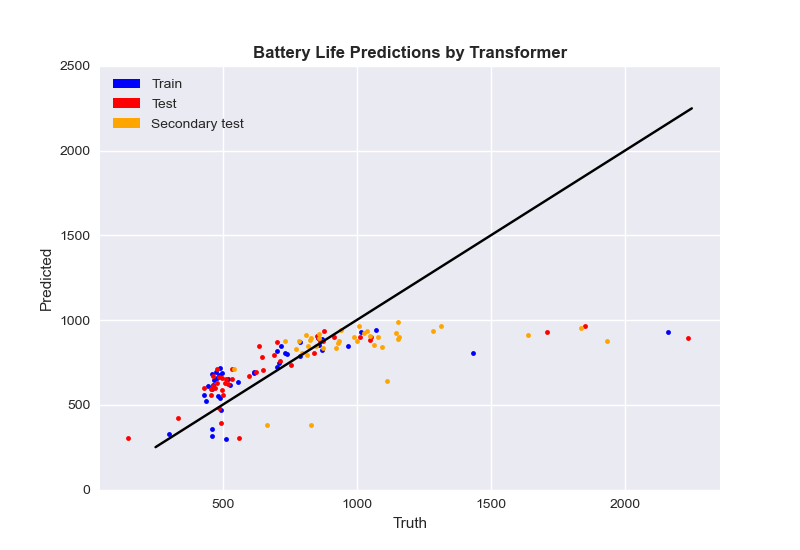 Battery Life Predictions by Transformer
2500
2000
1500
1000
500
0
Predicted
Train
Test
Secondary test
500
1000
1500
2000
Truth